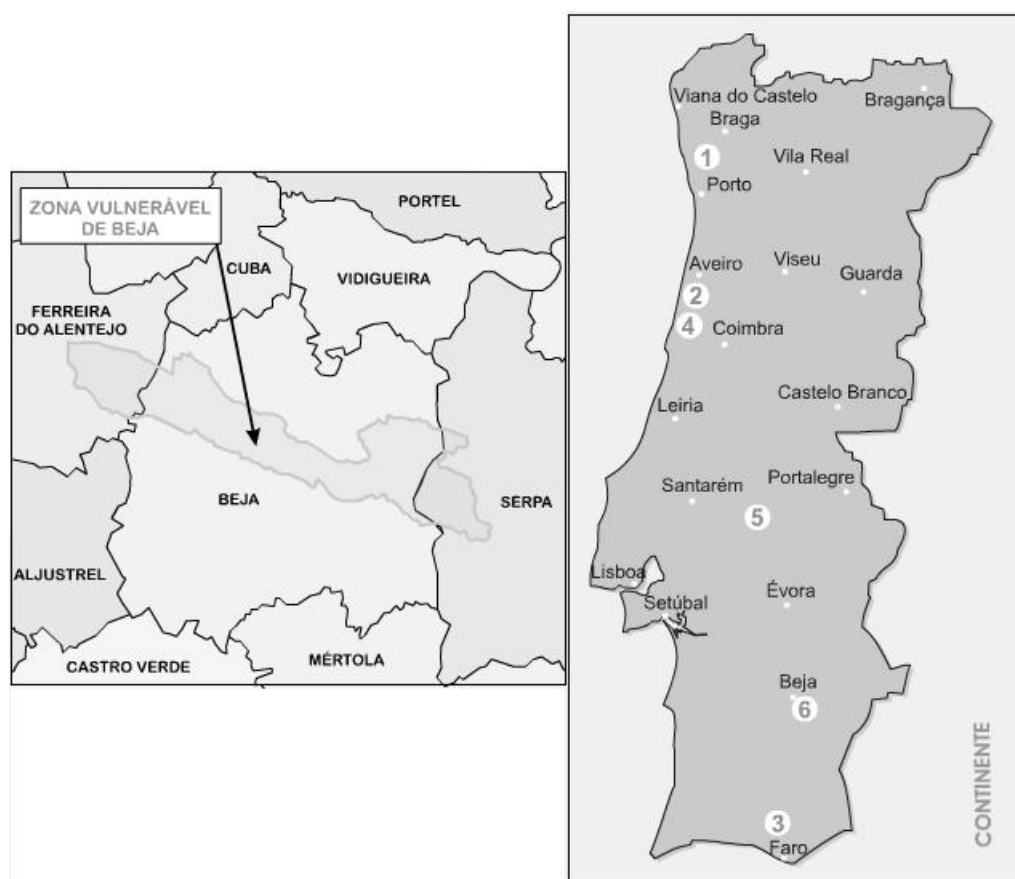 ZONA VULNERÁVEL
DE BEJA
PORTEL
CUBA
VIDIGUEIRA
FERREIRA
DO ALENTEJO
BEJA
SERPA
ALJUSTREL
CASTRO VERDE
MÉRTOLA
Viana do Castelo
Bragança
Braga
1
Vila Real
Porto
Aveiro
Viseu
Guarda
2
4
Coimbra
Castelo Branco
Leiria
Santarém
Portalegre
5
Lisboa
Setúbal
Évora
Beja
6
3
Faro
CONTINENTE